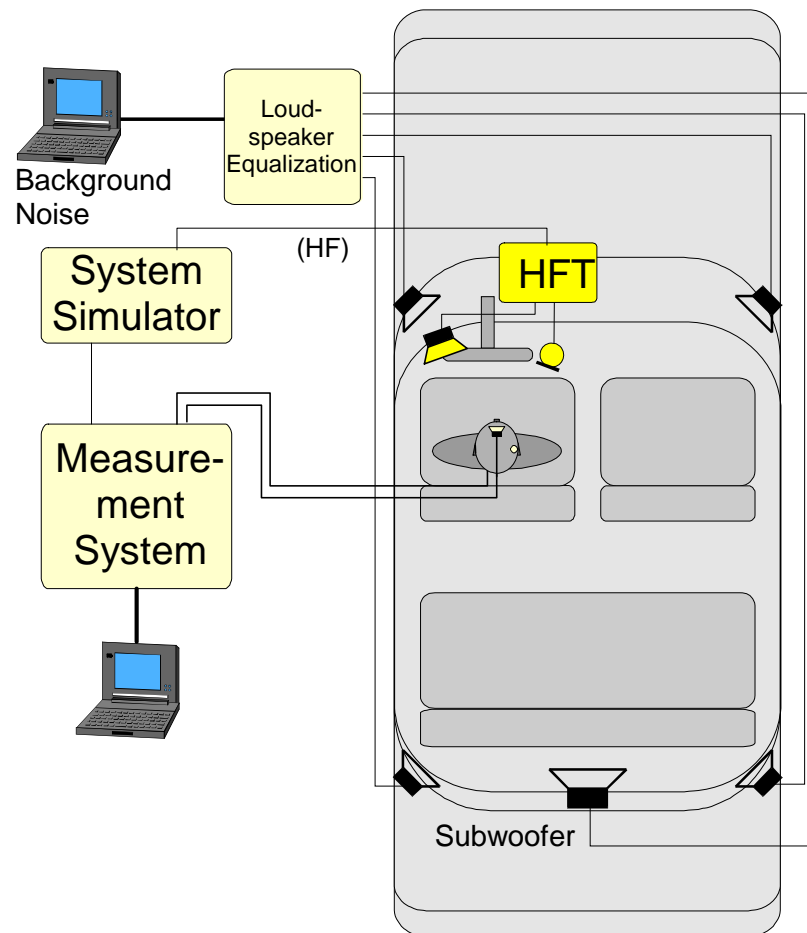 Loud-
speaker
Equalization
Background
Noise
(HF)
System
Simulator
HFT
Measure-
ment
System
Subwoofer